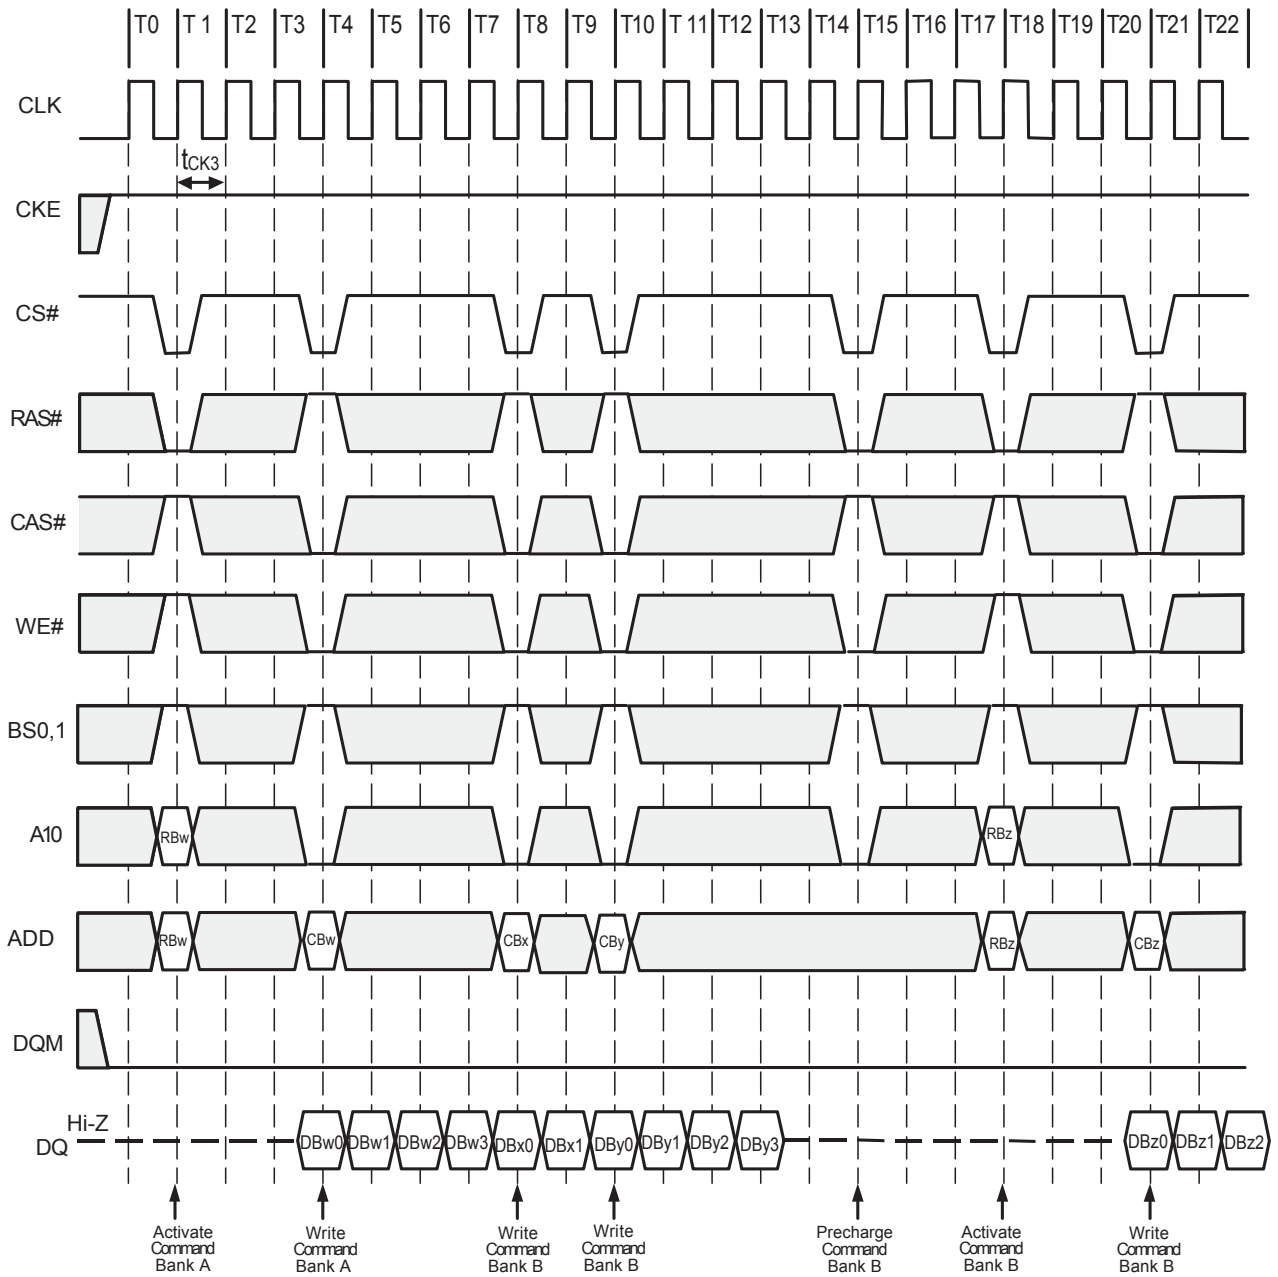 T0 T 1 T2 T3 T4 T5 T6 T7 T8 T9 T10 T 11 T12 T13 T14 T15 T16 T17 T18 T19 T20 T21 T22
CLK
tCK3
CKE
CS#
RAS#
CAS#
WE#
BS0,1
A10 RBw RBz
ADD RBw CBw CBx CBy RBz CBz
DQM
Hi-Z
DQ DBw0 DBw1 DBw2 DBw3 DBx0 DBx1 DBy0 DBy1 DBy2 DBy3 DBz0 DBz1 DBz2
Activate
Command
Bank A
Write
Command
Bank A
Write
Command
Bank B
Write
Command
Bank B
Precharge
Command
Bank B
Activate
Command
Bank B
Write
Command
Bank B